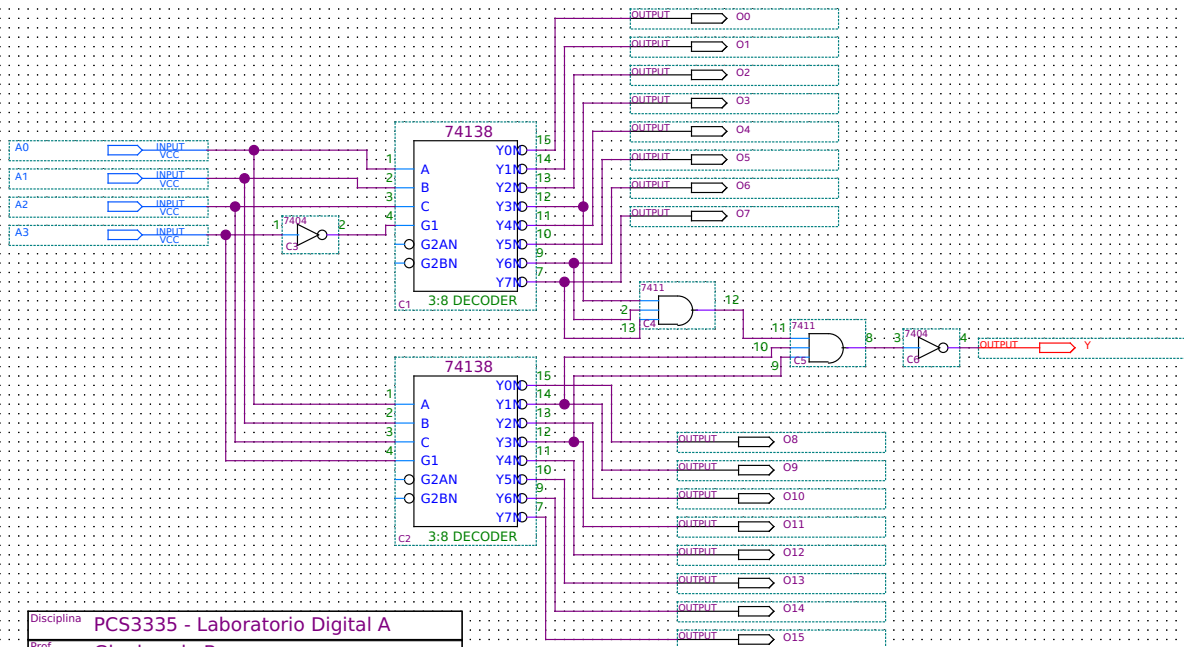 OUTPUT O0
OUTPUT O1
OUTPUT O2
OUTPUT O3
OUTPUT O4
OUTPUT O5
OUTPUT O6
OUTPUT O7
A0 INPUT VCC
A1 INPUT VCC
A2 INPUT VCC
A3 INPUT VCC
1 7404 2
C3
74138
1 A Y0N 15
2 B Y1N 14
3 C Y2N 13
4 G1 Y3N 12
G2AN Y4N 11
G2BN Y5N 10
Y6N 9
Y7N 7
C1 3:8 DECODER
7411
2 12
13 C4
11 7411
10 8
9 C5
3 7404 4
C6
OUTPUT Y
74138
1 A Y0N 15
2 B Y1N 14
3 C Y2N 13
4 G1 Y3N 12
G2AN Y4N 11
G2BN Y5N 10
Y6N 9
Y7N 7
C2 3:8 DECODER
OUTPUT O8
OUTPUT O9
OUTPUT O10
OUTPUT O11
OUTPUT O12
OUTPUT O13
OUTPUT O14
OUTPUT O15
Disciplina PCS3335 - Laboratorio Digital A
Prof